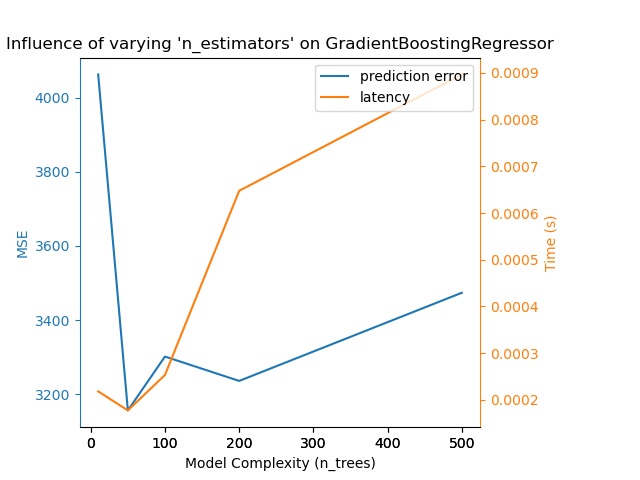 Influence of varying 'n_estimators' on GradientBoostingRegressor
prediction error
latency
4000
3800
3600
3400
3200
MSE
0.0009
0.0008
0.0007
0.0006
0.0005
0.0004
0.0003
0.0002
Time (s)
0 100 200 300 400 500
Model Complexity (n_trees)